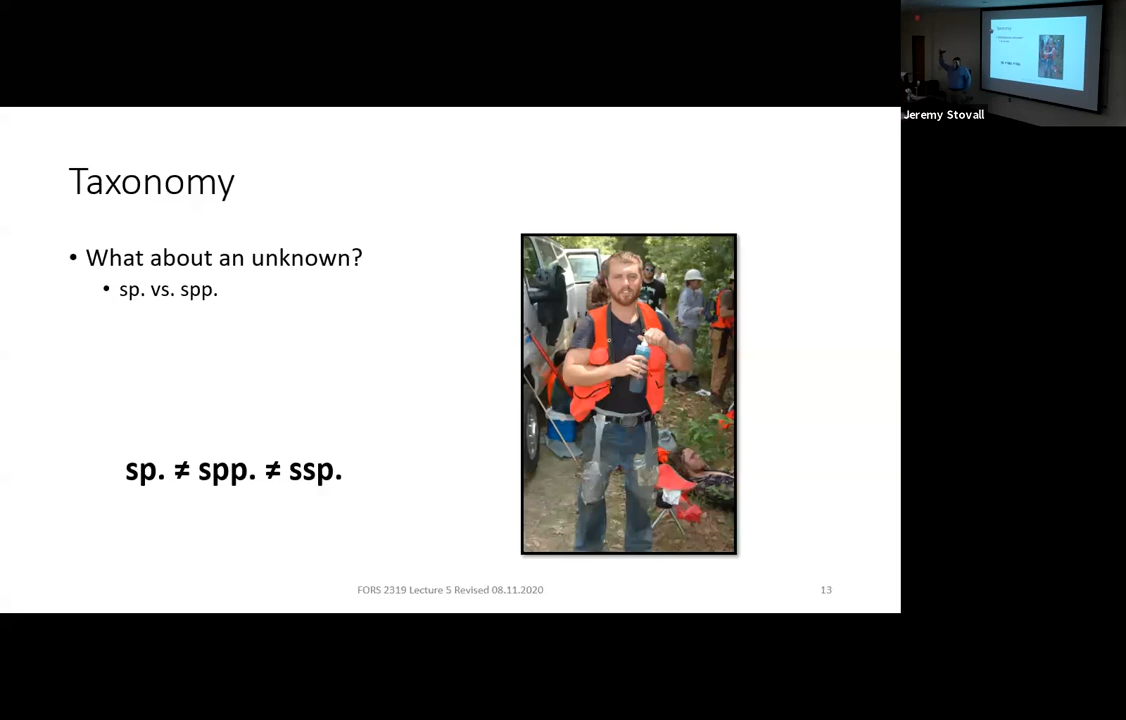 Taxonomy
• What about an unknown?
• sp. vs. spp.
sp. ≠ spp. ≠ ssp.
FORS 2319 Lecture 5 Revised 08.11.2020
13
Jeremy Stovall
Taxonomy